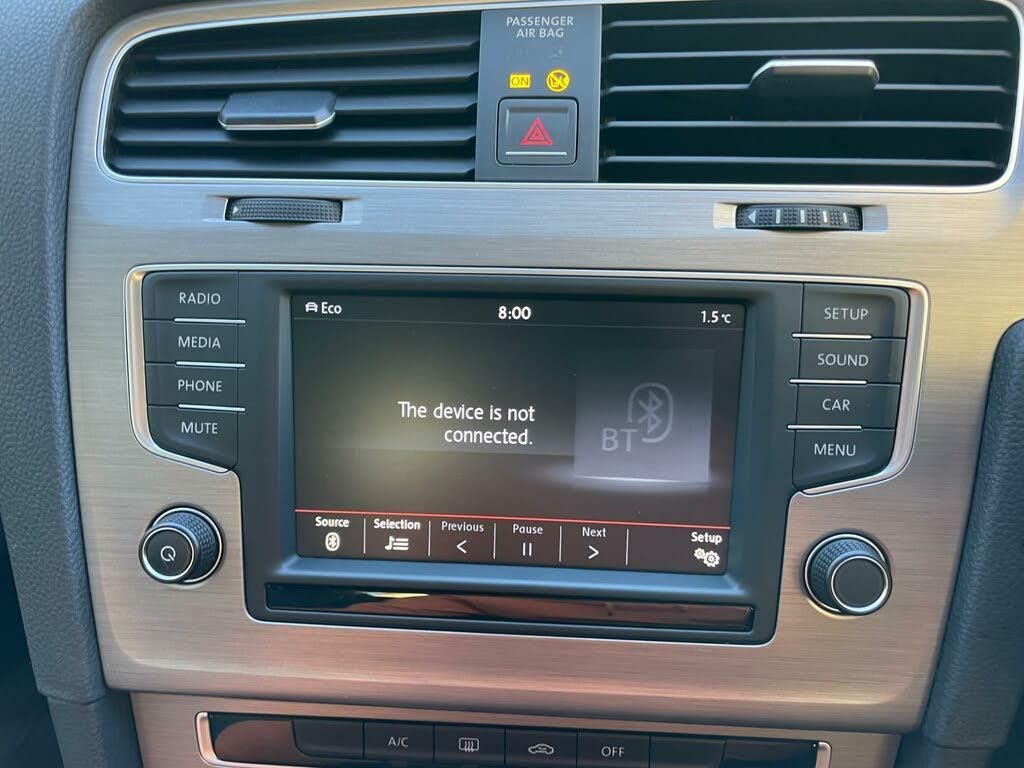 PASSENGER
AIR BAG
ON
RADIO
MEDIA
PHONE
MUTE
Eco
8:00
1.5 °C
The device is not
connected.
BT
Source
Selection
Previous
Pause
Next
Setup
SETUP
SOUND
CAR
MENU
A/C
OFF